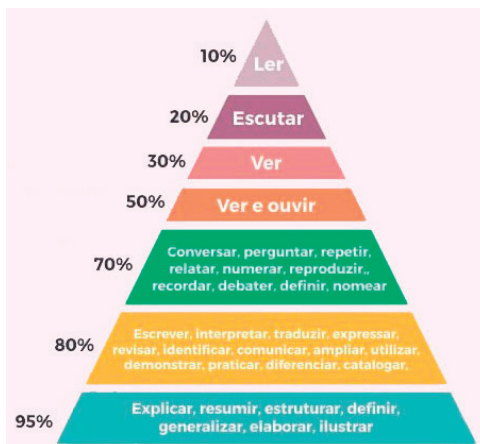 10%
Ler
20%
Escutar
30%
Ver
50%
Ver e ouvir
70%
Conversar, perguntar, repetir,
relatar, numerar, reproduzir,,
recordar, debater, definir, nomear
80%
Escrever, interpretar, traduzir, expressar,
revisar, identificar, comunicar, ampliar, utilizar,
demonstrar, praticar, diferenciar, catalogar,
95%
Explicar, resumir, estruturar, definir,
generalizar, elaborar, ilustrar